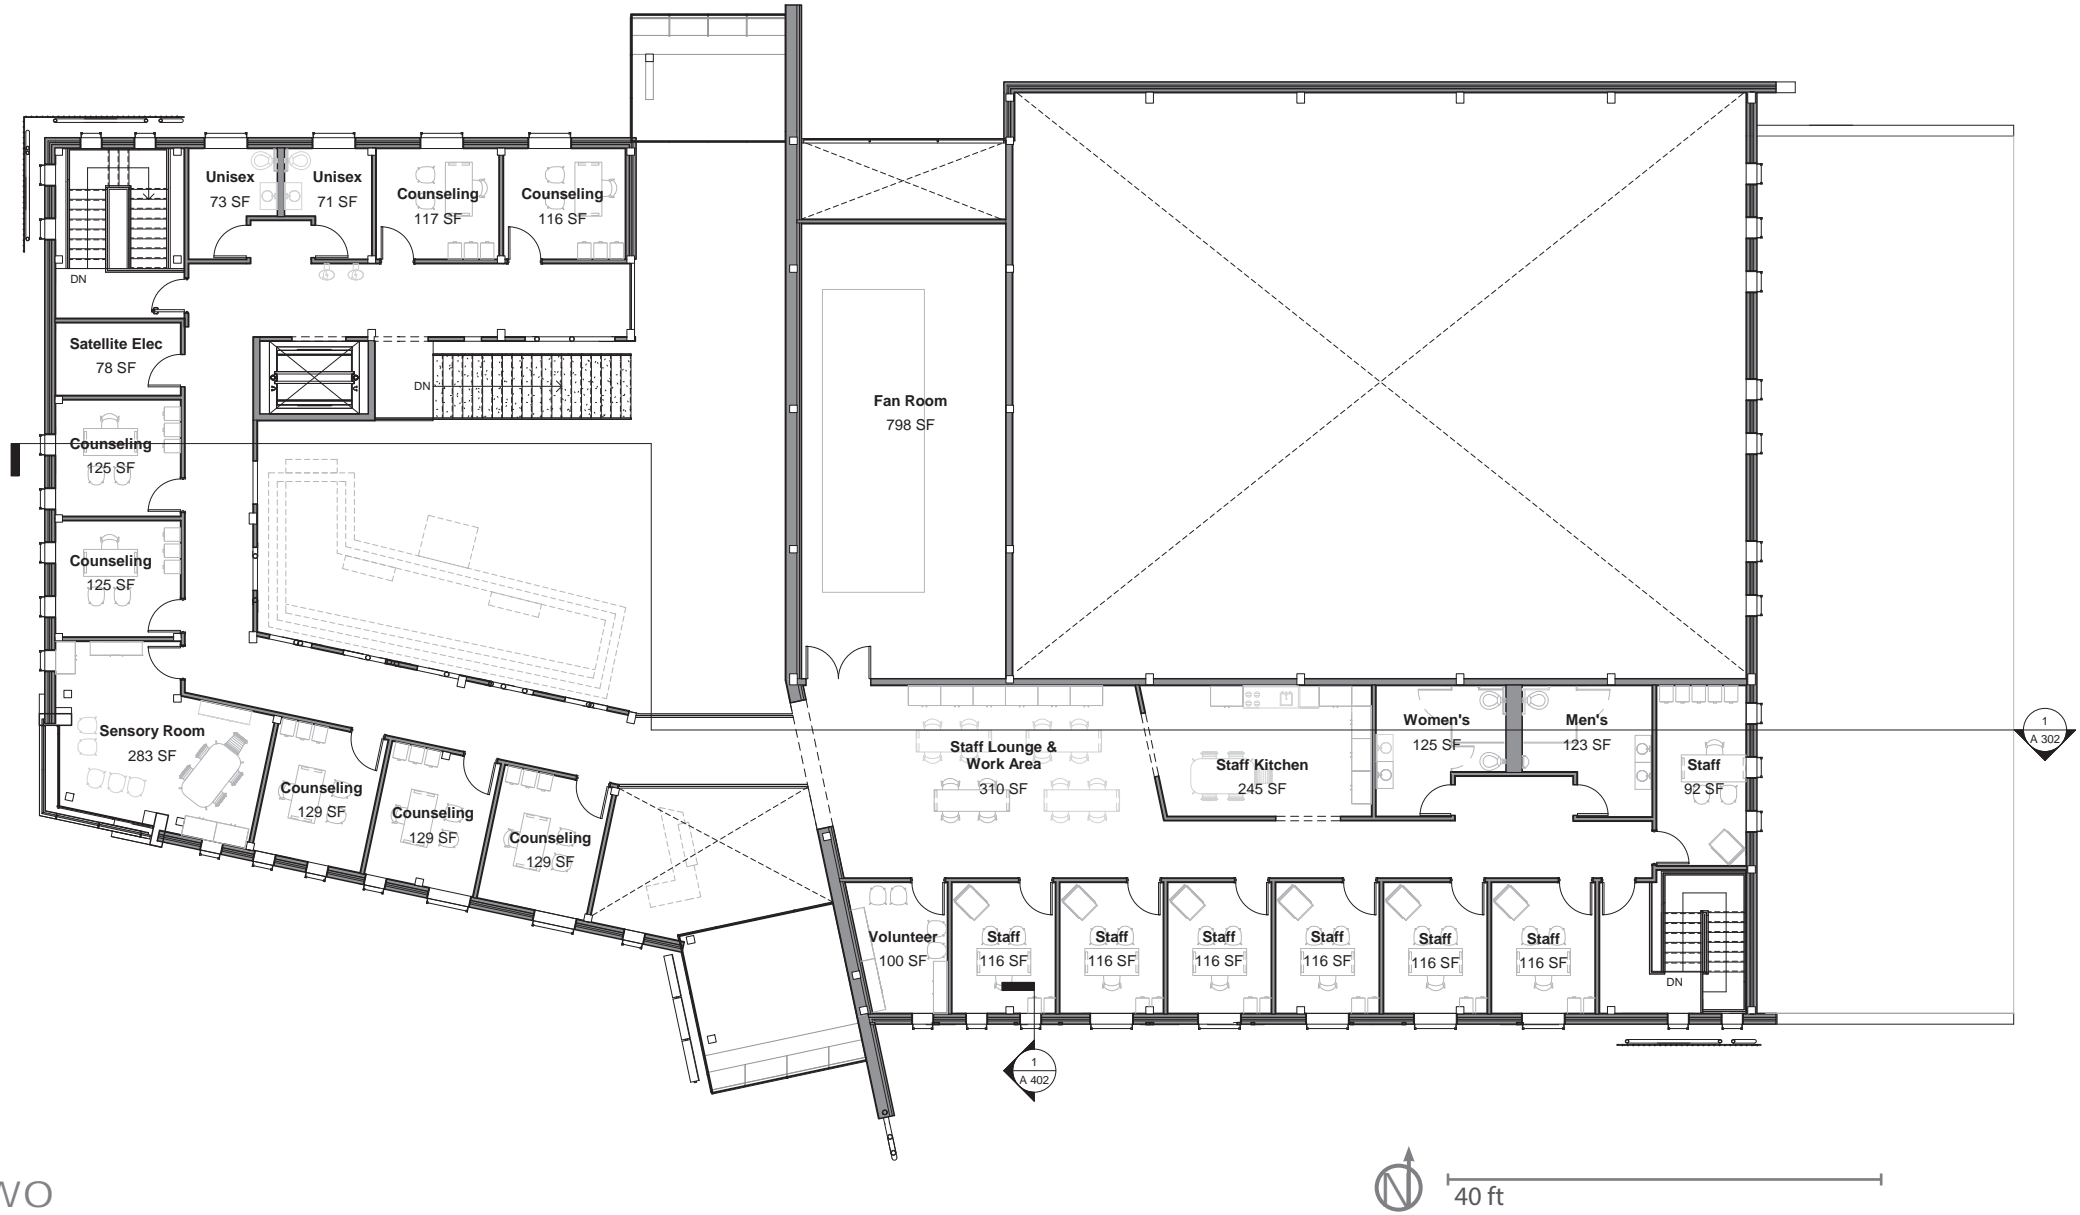 Unisex
73 SF
Unisex
71 SF
Counseling
117 SF
Counseling
116 SF
DN
Satellite Elec
78 SF
DN
Counseling
125 SF
Fan Room
798 SF
Counseling
125 SF
Sensory Room
283 SF
Counseling
129 SF
Counseling
129 SF
Counseling
129 SF
Staff Lounge &
Work Area
310 SF
Staff Kitchen
245 SF
Women's
125 SF
Men's
123 SF
Staff
92 SF
1
A 302
Volunteer
100 SF
Staff
116 SF
Staff
116 SF
Staff
116 SF
Staff
116 SF
Staff
116 SF
Staff
116 SF
DN
1
A 402
WO
N
40 ft